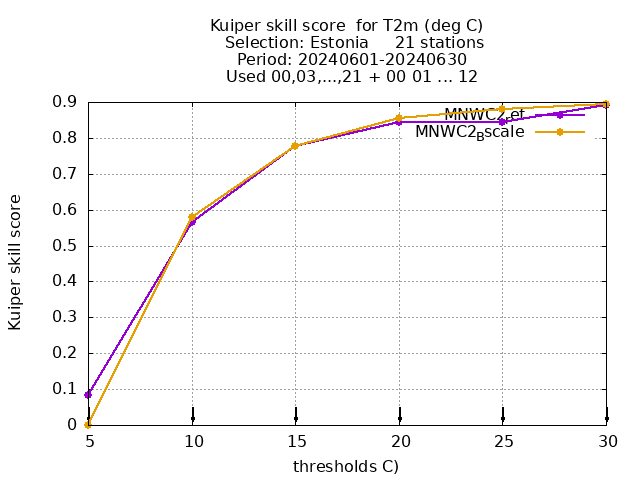 Kuiper skill score  for T2m (deg C)
Selection: Estonia     21 stations
Period: 20240601-20240630
Used 00,03,...,21 + 00 01 ... 12
MNWC2ref
MNWC2Bscale
0.9
0.8
0.7
0.6
0.5
0.4
0.3
0.2
0.1
0
Kuiper skill score
5 10 15 20 25 30
thresholds C)